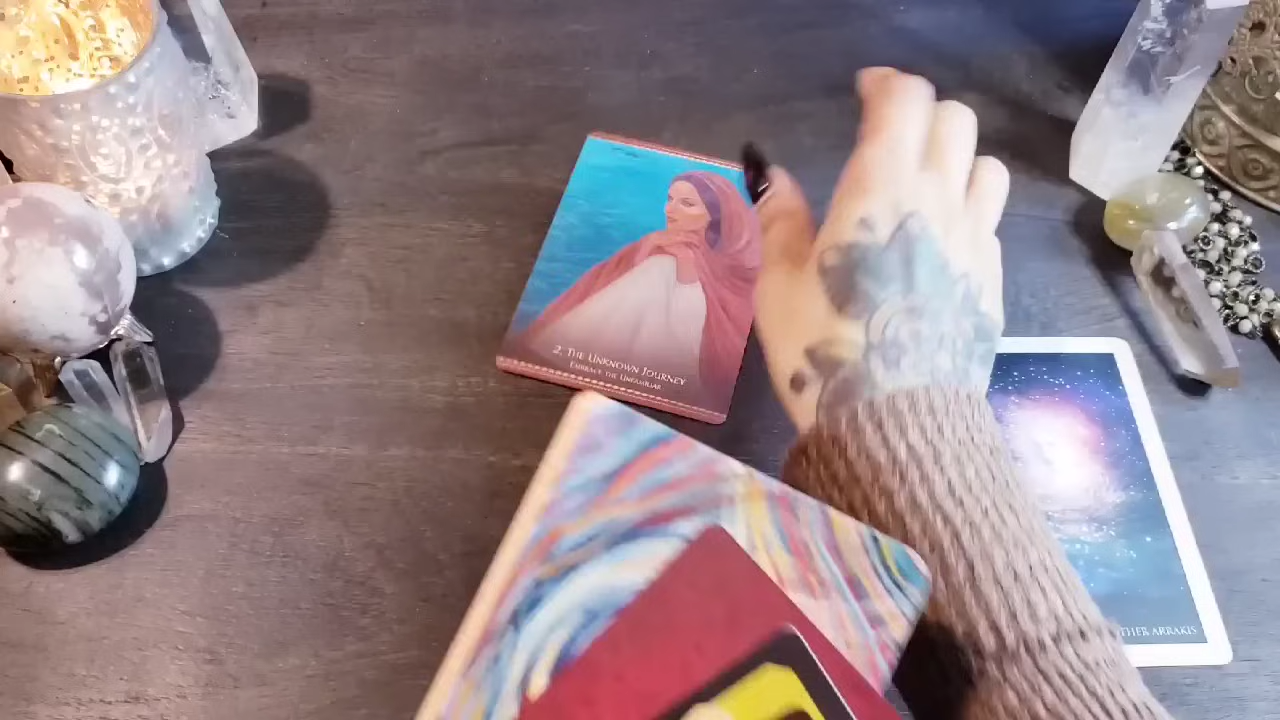 2. The Unknown Journey
Embrace the Unfamiliar
THER ARRAKIS